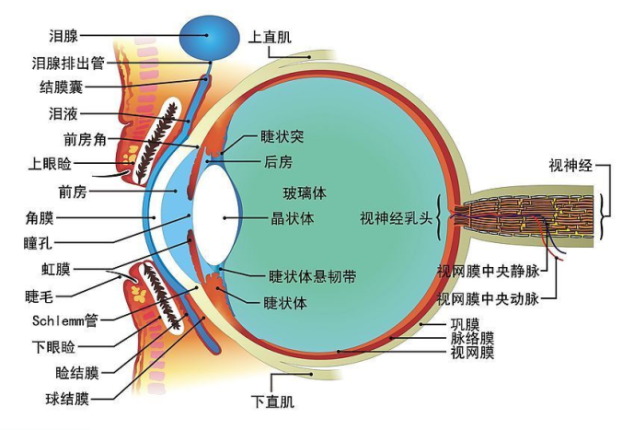 泪腺
泪腺排出管
结膜囊
泪液
前房角
上眼睑
前房
角膜
瞳孔
虹膜
睫毛
Schlemm管
下眼睑
睑结膜
球结膜
上直肌
睫状突
后房
玻璃体
晶状体
视神经乳头
睫状体悬韧带
睫状体
下直肌
视神经
视网膜中央静脉
视网膜中央动脉
巩膜
脉络膜
视网膜